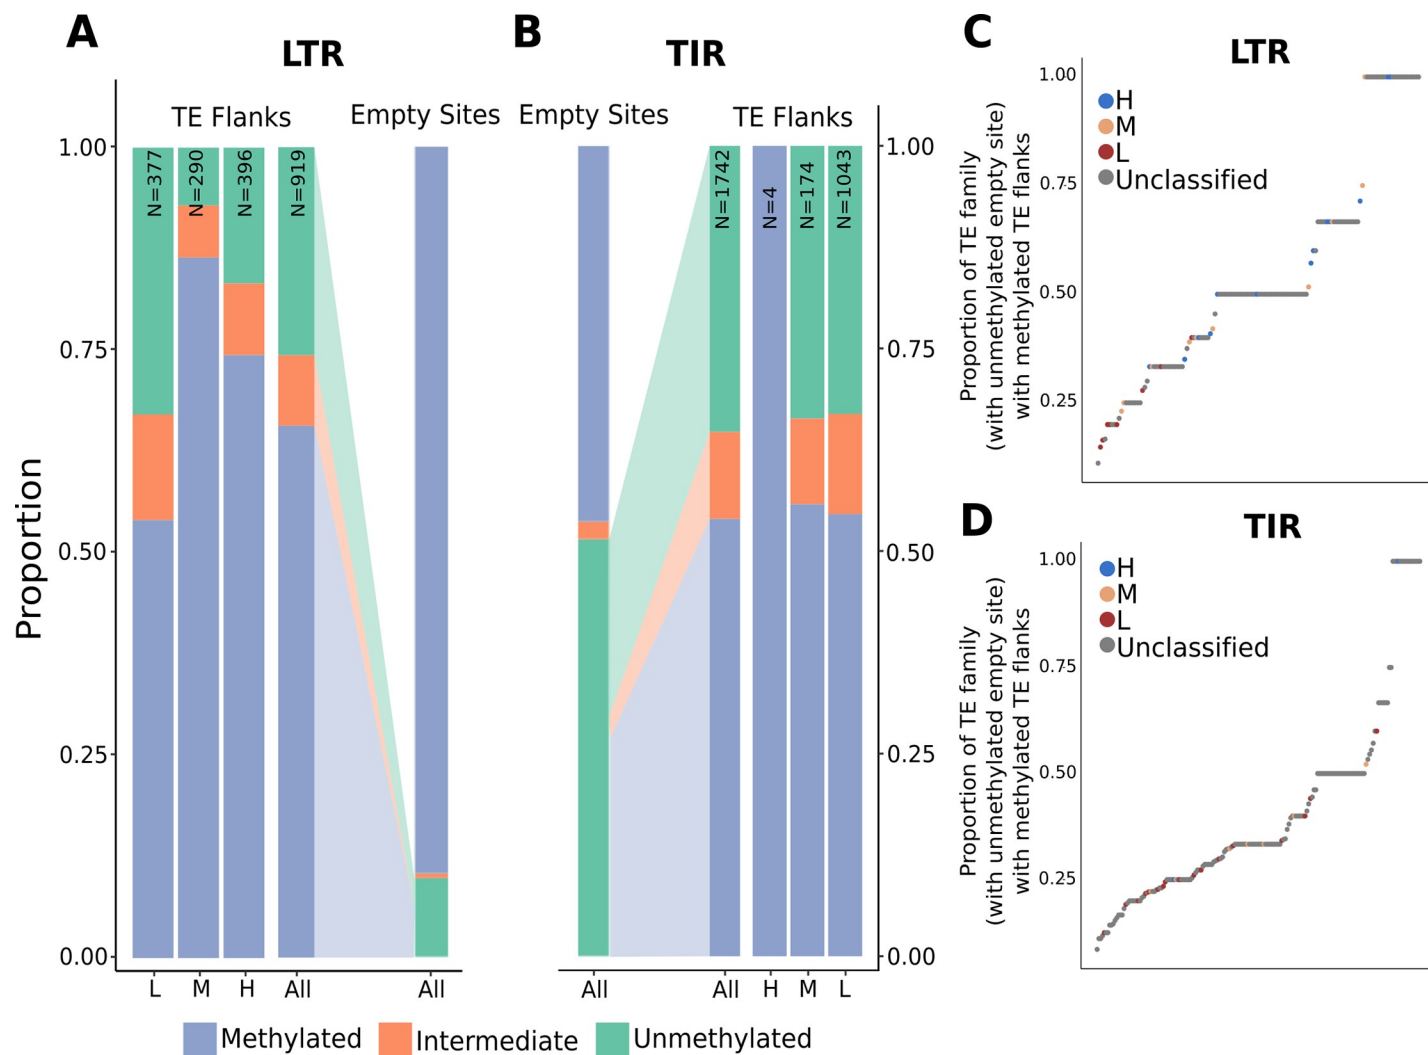 A
LTR
TE Flanks
Empty Sites
Proportion
1.00
0.75
0.50
0.25
0.00
N=377
N=290
N=396
N=919
L
M
H
All
All
B
TIR
Empty Sites
TE Flanks
N=1742
N=4
N=174
N=1043
1.00
0.75
0.50
0.25
0.00
All
All
H
M
L
Methylated
Intermediate
Unmethylated
C
LTR
Proportion of TE family
(with unmethylated empty site)
with methylated TE flanks
1.00
0.75
0.50
0.25
H
M
L
Unclassified
D
TIR
Proportion of TE family
(with unmethylated empty site)
with methylated TE flanks
1.00
0.75
0.50
0.25
H
M
L
Unclassified